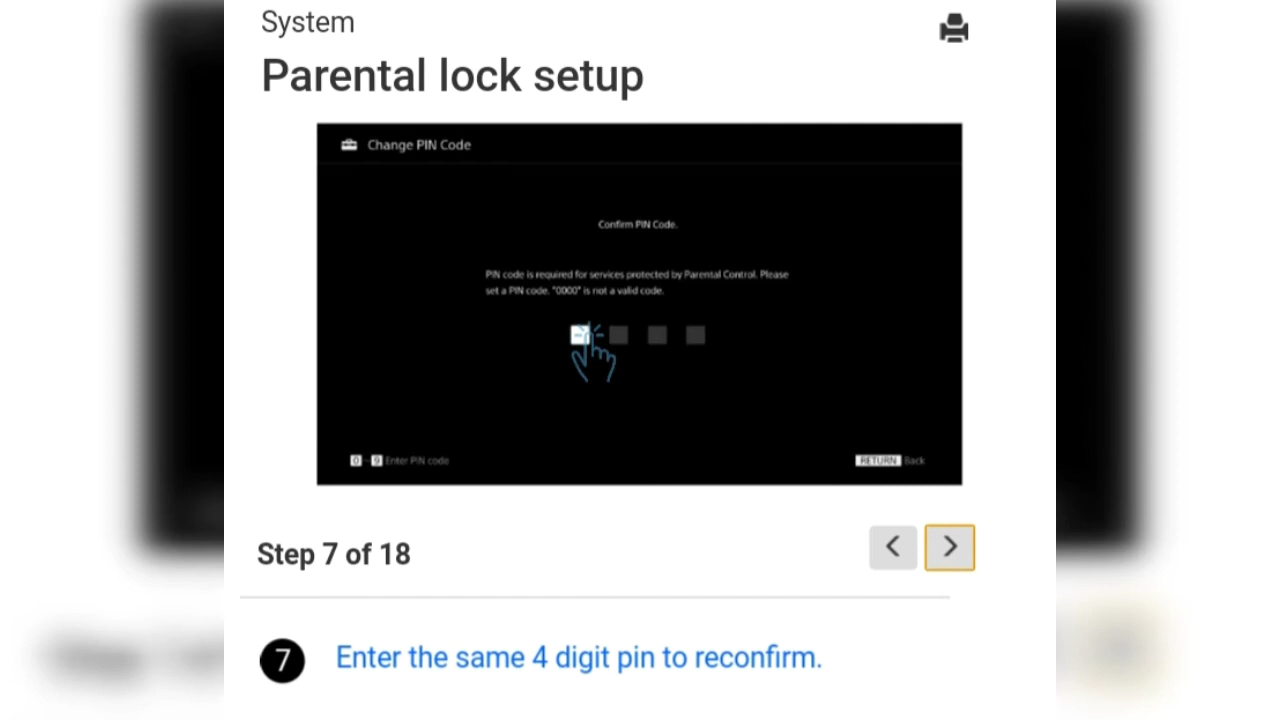 System
Parental lock setup
Change PIN Code
Confirm PIN Code.
PIN code is required for services protected by Parental Control. Please
set a PIN code. "0000" is not a valid code.
0 - 9 Enter PIN code
RETURN Back
Step 7 of 18
7 Enter the same 4 digit pin to reconfirm.